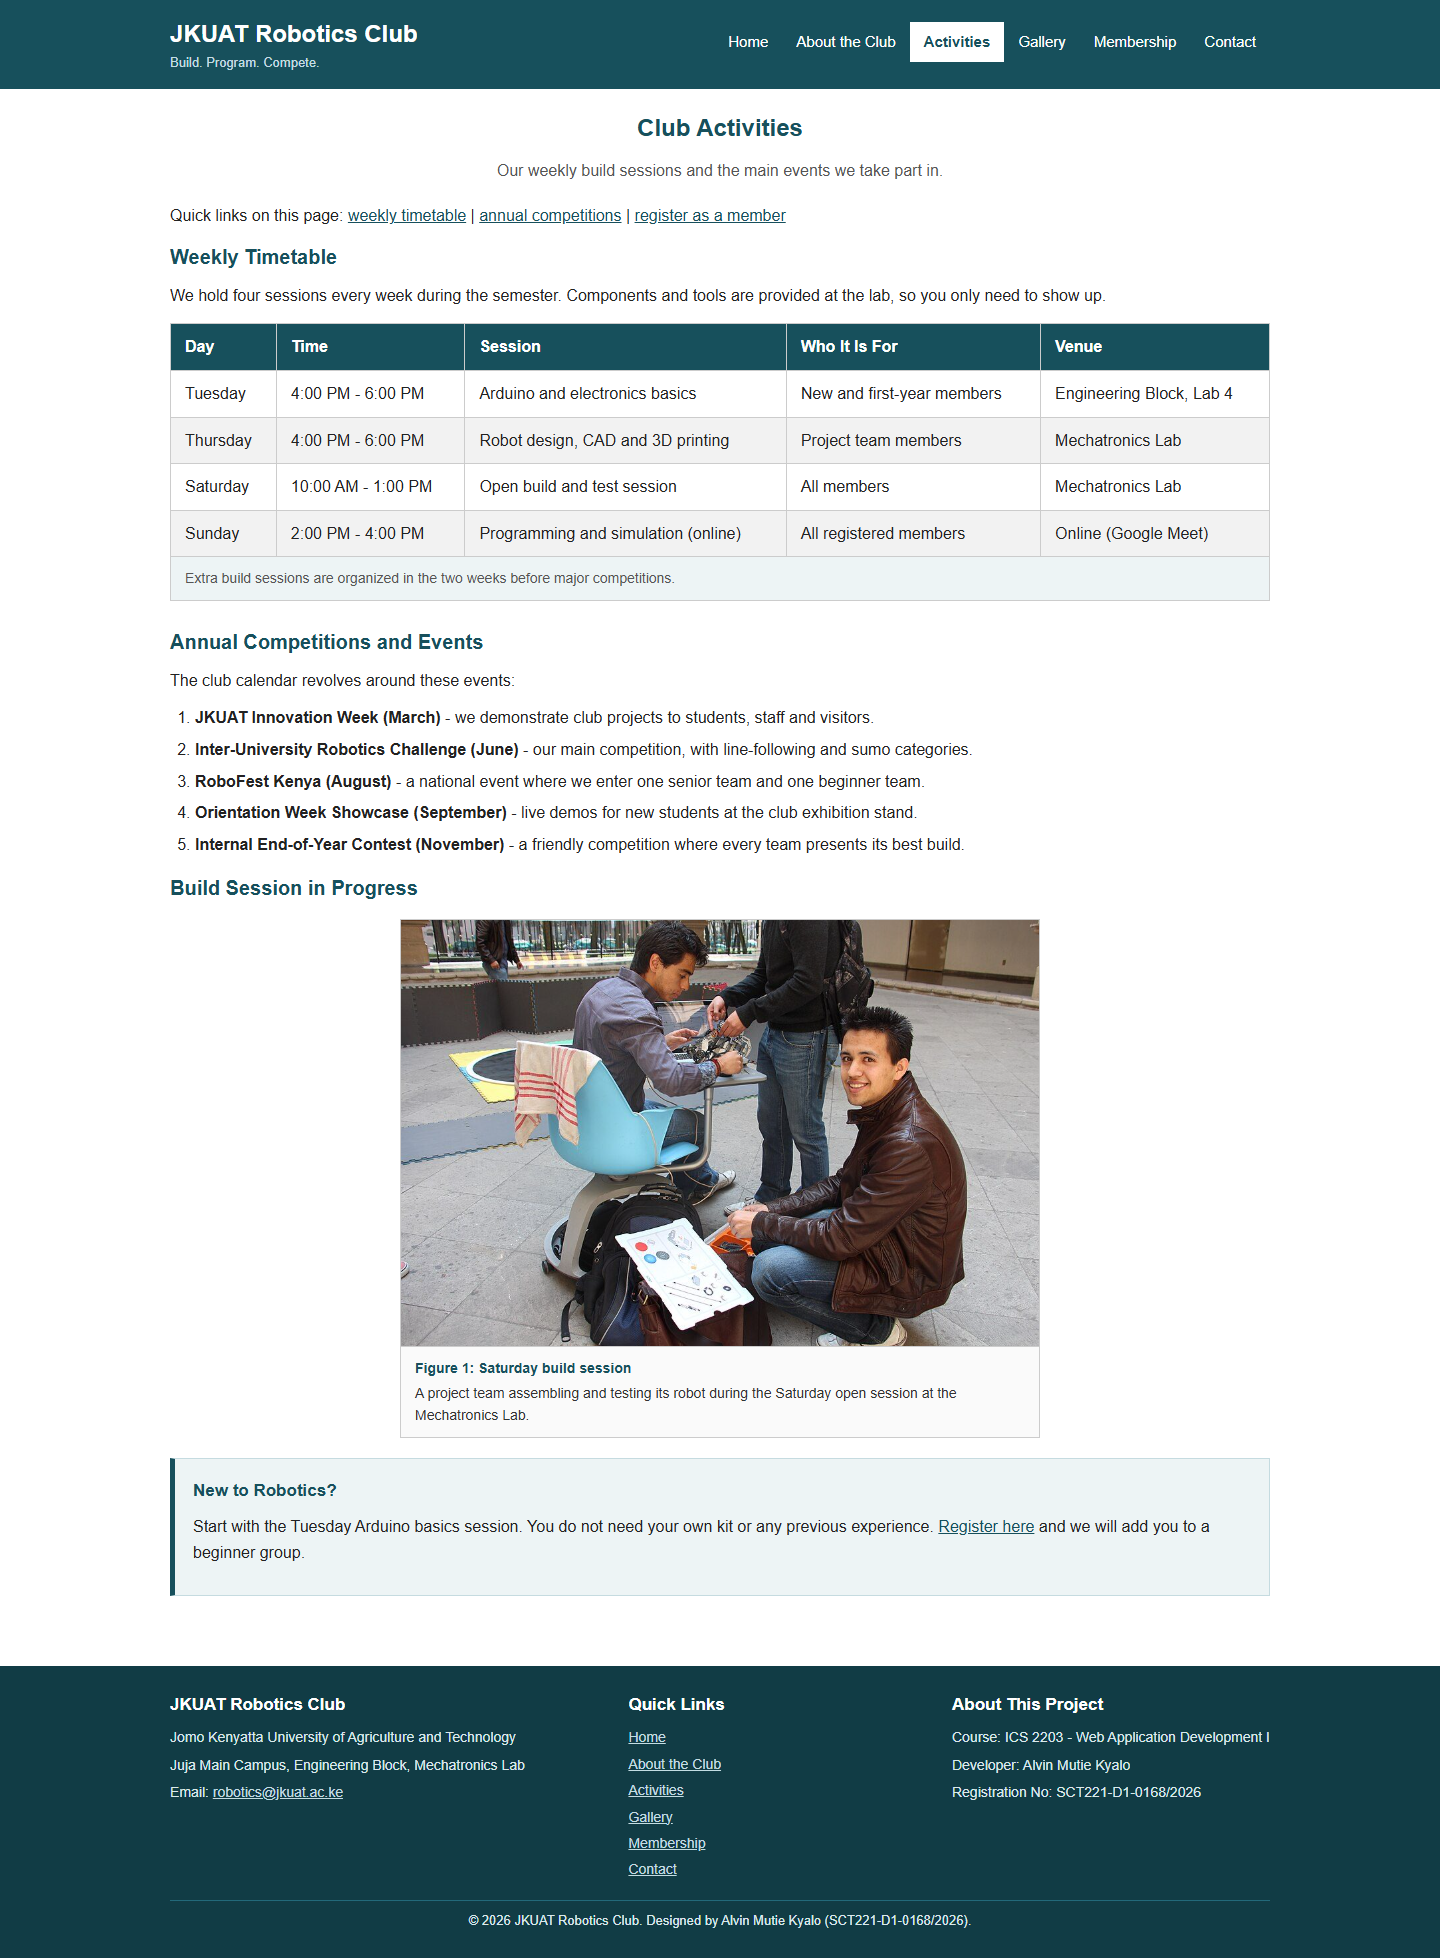 JKUAT Robotics Club
Build. Program. Compete.
Home About the Club Activities Gallery Membership Contact
Club Activities
Our weekly build sessions and the main events we take part in.
Quick links on this page: weekly timetable | annual competitions | register as a member
Weekly Timetable
We hold four sessions every week during the semester. Components and tools are provided at the lab, so you only need to show up.
Day Time Session Who It Is For Venue
Tuesday 4:00 PM - 6:00 PM Arduino and electronics basics New and first-year members Engineering Block, Lab 4
Thursday 4:00 PM - 6:00 PM Robot design, CAD and 3D printing Project team members Mechatronics Lab
Saturday 10:00 AM - 1:00 PM Open build and test session All members Mechatronics Lab
Sunday 2:00 PM - 4:00 PM Programming and simulation (online) All registered members Online (Google Meet)
Extra build sessions are organized in the two weeks before major competitions.
Annual Competitions and Events
The club calendar revolves around these events:
1. JKUAT Innovation Week (March) - we demonstrate club projects to students, staff and visitors.
2. Inter-University Robotics Challenge (June) - our main competition, with line-following and sumo categories.
3. RoboFest Kenya (August) - a national event where we enter one senior team and one beginner team.
4. Orientation Week Showcase (September) - live demos for new students at the club exhibition stand.
5. Internal End-of-Year Contest (November) - a friendly competition where every team presents its best build.
Build Session in Progress
Figure 1: Saturday build session
A project team assembling and testing its robot during the Saturday open session at the
Mechatronics Lab.
New to Robotics?
Start with the Tuesday Arduino basics session. You do not need your own kit or any previous experience. Register here and we will add you to a
beginner group.
JKUAT Robotics Club
Jomo Kenyatta University of Agriculture and Technology
Juja Main Campus, Engineering Block, Mechatronics Lab
Email: robotics@jkuat.ac.ke
Quick Links
Home
About the Club
Activities
Gallery
Membership
Contact
About This Project
Course: ICS 2203 - Web Application Development I
Developer: Alvin Mutie Kyalo
Registration No: SCT221-D1-0168/2026
© 2026 JKUAT Robotics Club. Designed by Alvin Mutie Kyalo (SCT221-D1-0168/2026).